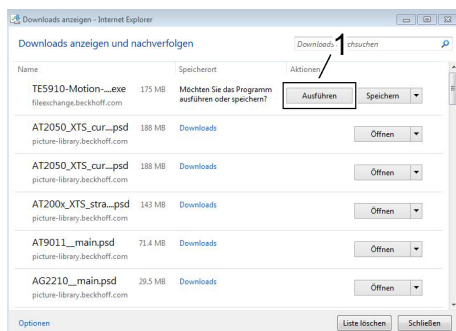 Downloads anzeigen - Internet Explorer
Downloads anzeigen und nachverfolgen
Downloads chsuchen
1
Name Speicherort Aktionen
TE5910-Motion-....exe 175 MB Möchten Sie das Programm ausführen oder speichern? Ausführen Speichern
fileexchange.beckhoff.com
AT2050_XTS_cur....psd 188 MB Downloads Öffnen
picture-library.beckhoff.com
AT2050_XTS_cur....psd 188 MB Downloads Öffnen
picture-library.beckhoff.com
AT200x_XTS_stra....psd 143 MB Downloads Öffnen
picture-library.beckhoff.com
AT9011__main.psd 71.4 MB Downloads Öffnen
picture-library.beckhoff.com
AG2210__main.psd 29.5 MB Downloads Öffnen
picture-library.beckhoff.com
Optionen Liste löschen Schließen